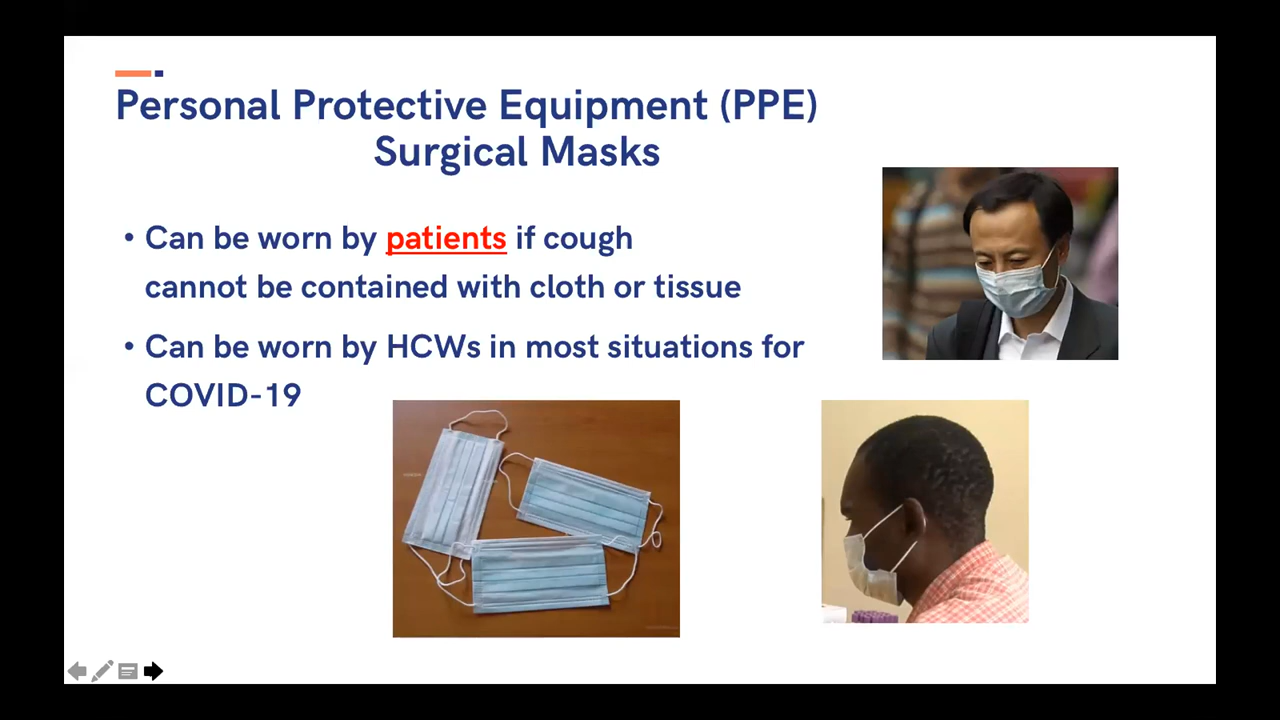 Personal Protective Equipment (PPE)
Surgical Masks
• Can be worn by patients if cough
cannot be contained with cloth or tissue
• Can be worn by HCWs in most situations for
COVID-19